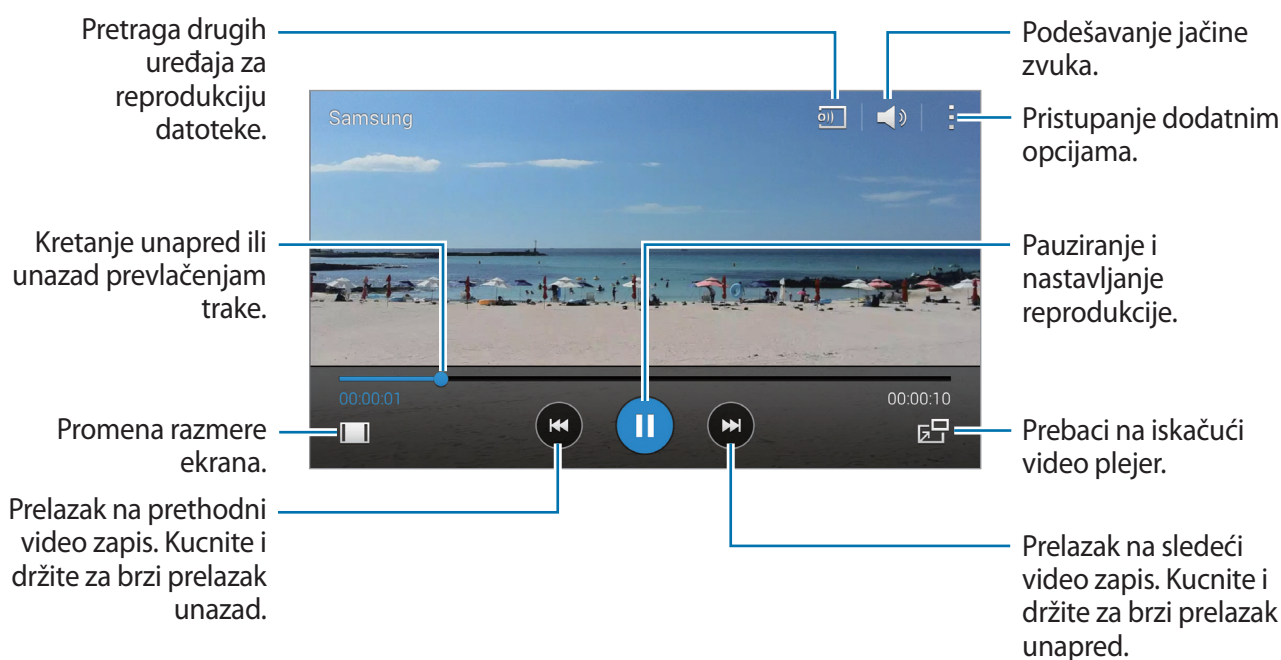 Pretraga drugih
uređaja za
reprodukciju
datoteke.
Podešavanje jačine
zvuka.
Samsung
Pristupanje dodatnim
opcijama.
Kretanje unapred ili
unazad prevlačenjam
trake.
Pauziranje i
nastavljanje
reprodukcije.
00:00:01
00:00:10
Promena razmere
ekrana.
Prebaci na iskačući
video plejer.
Prelazak na prethodni
video zapis. Kucnite i
držite za brzi prelazak
unazad.
Prelazak na sledeći
video zapis. Kucnite i
držite za brzi prelazak
unapred.